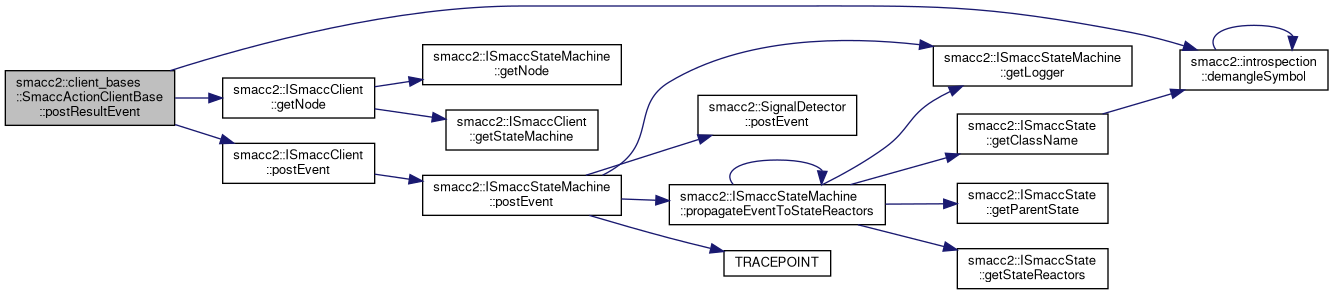 smacc2::client_bases
::SmaccActionClientBase
::postResultEvent
smacc2::ISmaccClient
::getNode
smacc2::ISmaccClient
::postEvent
smacc2::ISmaccStateMachine
::getNode
smacc2::ISmaccClient
::getStateMachine
smacc2::ISmaccStateMachine
::postEvent
smacc2::SignalDetector
::postEvent
smacc2::ISmaccStateMachine
::propagateEventToStateReactors
TRACEPOINT
smacc2::ISmaccStateMachine
::getLogger
smacc2::ISmaccState
::getClassName
smacc2::ISmaccState
::getParentState
smacc2::ISmaccState
::getStateReactors
smacc2::introspection
::demangleSymbol